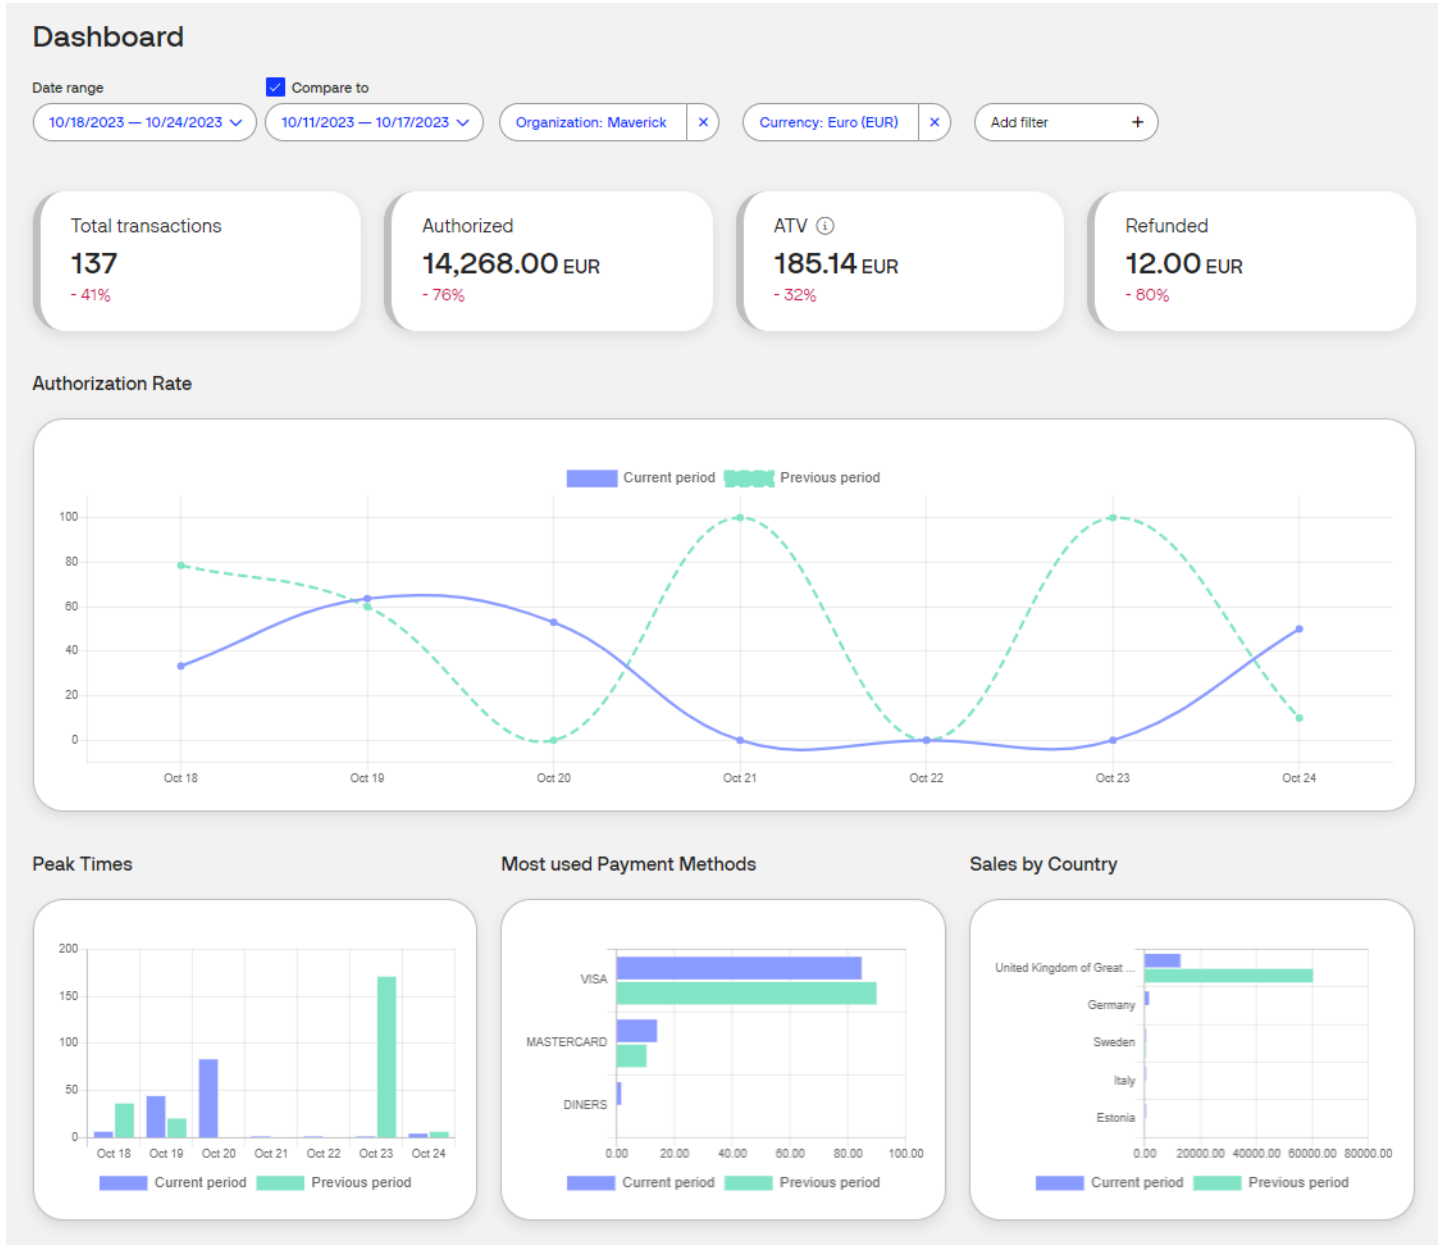 Dashboard
Date range
Compare to
10/18/2023 — 10/24/2023
10/11/2023 — 10/17/2023
Organization: Maverick
Currency: Euro (EUR)
Add filter +
Total transactions
137
- 41%
Authorized
14,268.00 EUR
- 76%
ATV
185.14 EUR
- 32%
Refunded
12.00 EUR
- 80%
Authorization Rate
Current period Previous period
100
80
60
40
20
0
Oct 18 Oct 19 Oct 20 Oct 21 Oct 22 Oct 23 Oct 24
Peak Times
200
150
100
50
0
Oct 18 Oct 19 Oct 20 Oct 21 Oct 22 Oct 23 Oct 24
Current period Previous period
Most used Payment Methods
VISA
MASTERCARD
DINERS
0.00 20.00 40.00 60.00 80.00 100.00
Current period Previous period
Sales by Country
United Kingdom of Great ...
Germany
Sweden
Italy
Estonia
0.00 20000.00 40000.00 60000.00 80000.00
Current period Previous period